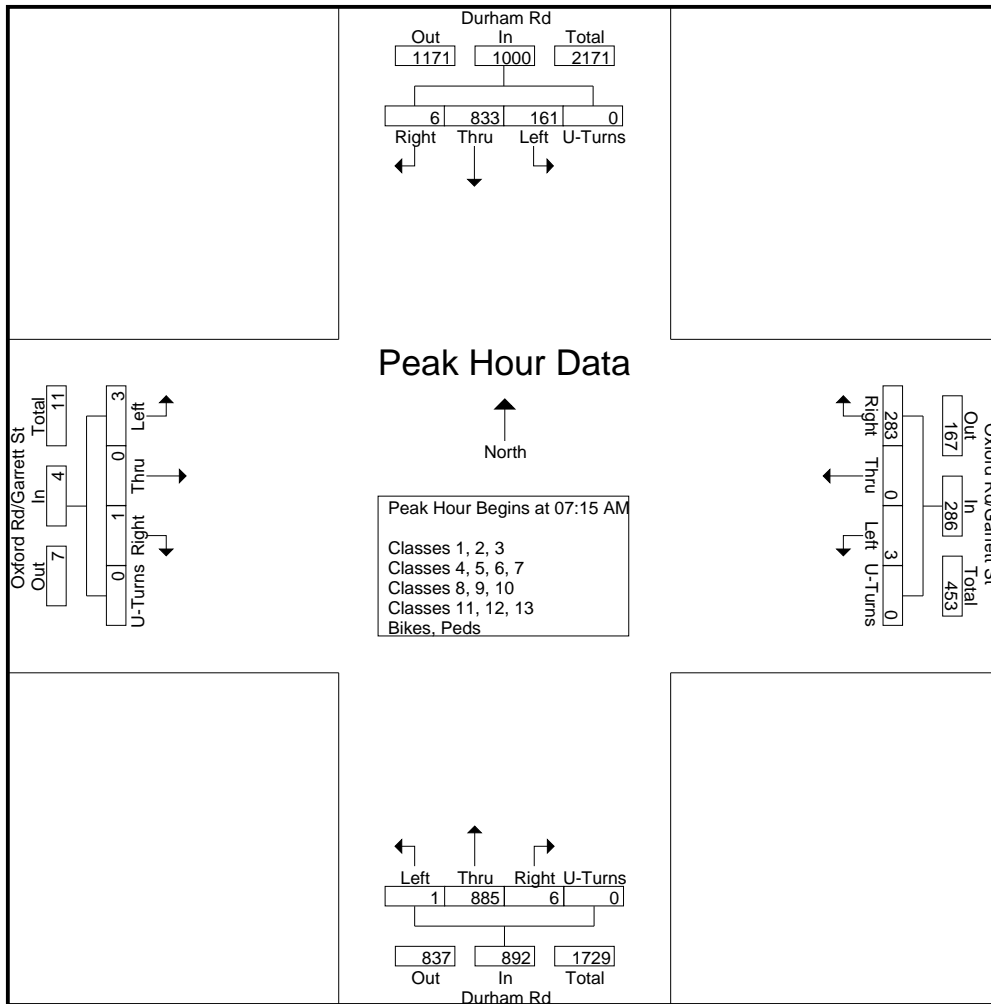 Durham Rd
Out In Total
1171 1000 2171
6 833 161 0
Right Thru Left U-Turns
Peak Hour Data
North
Peak Hour Begins at 07:15 AM
Classes 1, 2, 3
Classes 4, 5, 6, 7
Classes 8, 9, 10
Classes 11, 12, 13
Bikes, Peds
Oxford Rd/Garrett St
Out In Total
7 4 11
3 0 1 0
Left Thru Right U-Turns
Oxford Rd/Garrett St
Out In Total
167 286 453
283 0 3 0
Right Thru Left U-Turns
Left Thru Right U-Turns
1 885 6 0
837 892 1729
Out In Total
Durham Rd